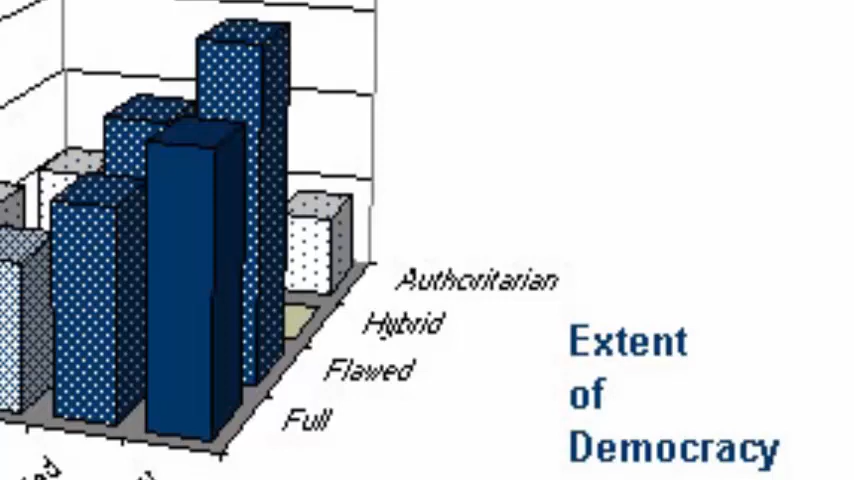 Authoritarian
Hybrid
Flawed
Full
Extent
of
Democracy